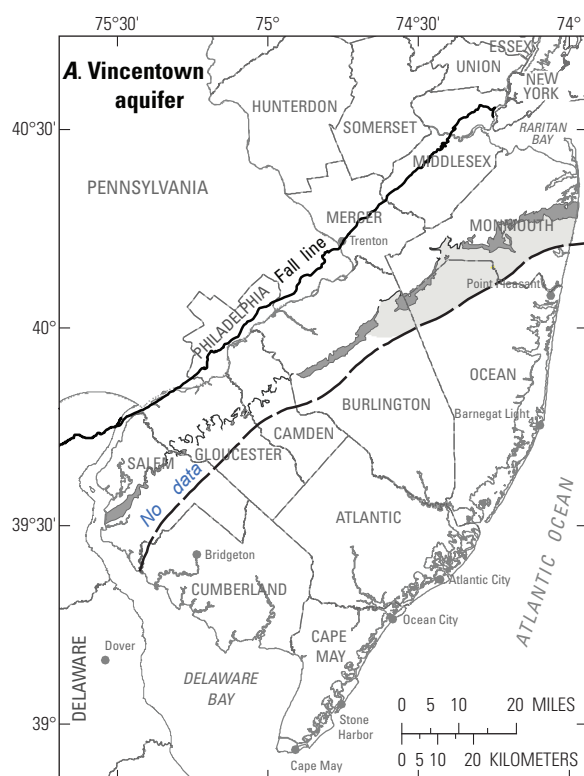 75°30'
75°
74°30'
74°
A. Vincentown
aquifer
ESSEX
UNION
NEW
YORK
HUNTERDON
40°30'
SOMERSET
RARITAN
BAY
MIDDLESEX
PENNSYLVANIA
MERCER
MONMOUTH
Trenton
Fall line
Point Pleasant
PHILADELPHIA
40°
OCEAN
BURLINGTON
Barnegat Light
CAMDEN
GLOUCESTER
SALEM
No data
39°30'
ATLANTIC
Bridgeton
ATLANTIC OCEAN
Atlantic City
CUMBERLAND
Ocean City
CAPE
MAY
Dover
DELAWARE
DELAWARE
BAY
Stone
Harbor
39°
Cape May
0 5 10 20 MILES
0 5 10 20 KILOMETERS